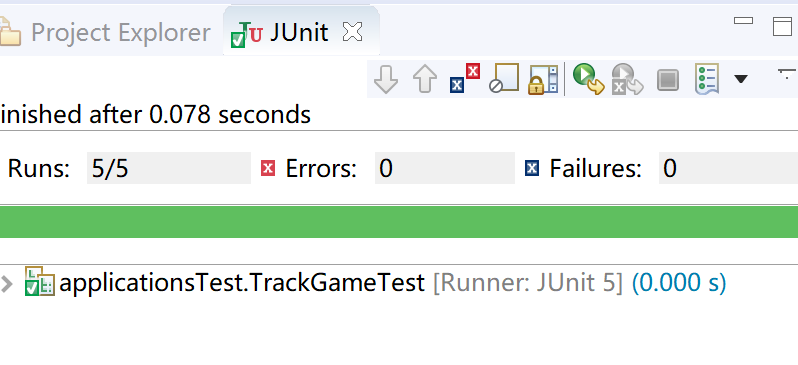 Project Explorer JUnit
inished after 0.078 seconds
Runs: 5/5 Errors: 0 Failures: 0
applicationsTest.TrackGameTest [Runner: JUnit 5] (0.000 s)